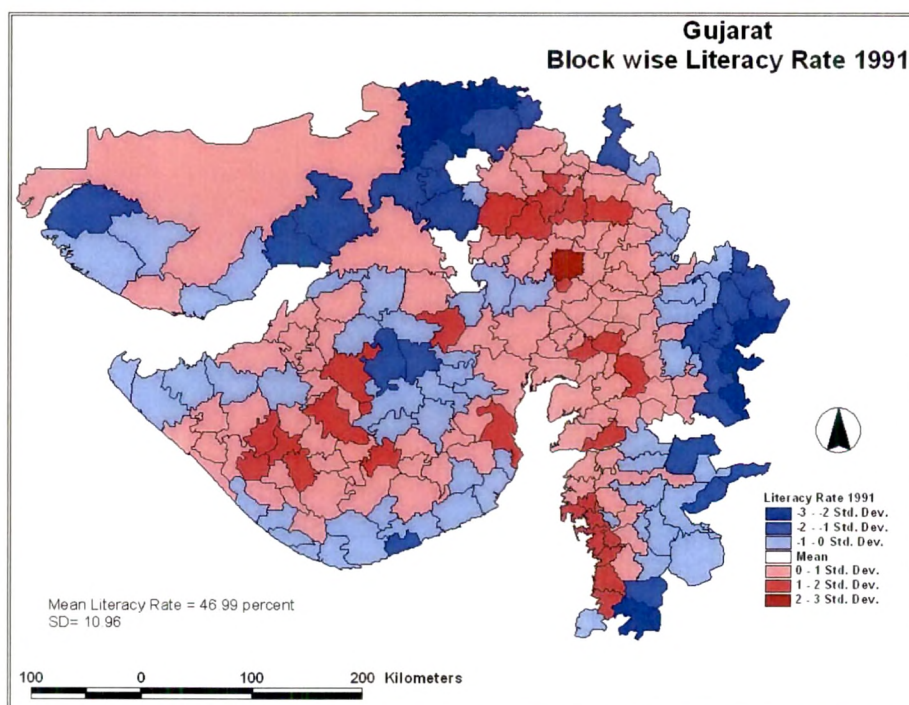 Gujarat
Block wise Literacy Rate 1991
Literacy Rate 1991
-3 - -2 Std. Dev.
-2 - -1 Std. Dev.
-1 - 0 Std. Dev.
Mean
0 - 1 Std. Dev.
1 - 2 Std. Dev.
2 - 3 Std. Dev.
Mean Literacy Rate = 46.99 percent
SD= 10.96
100 0 100 200 Kilometers